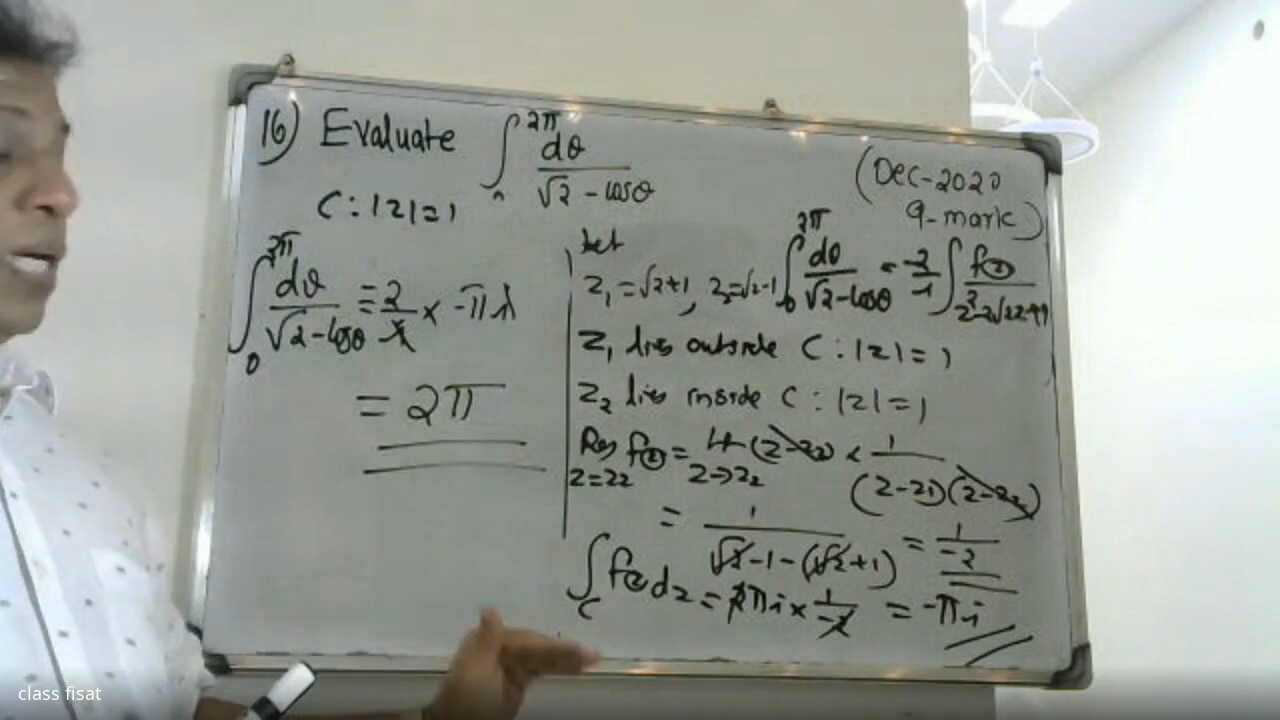 16) Evaluate ∫ 2π dθ / √2 - cosθ
(Dec-2020
9-mark)
C: |z|=1
∫ 0 2π dθ / √2-cosθ = 2/i × -πi
= 2π
let
z1=√2+1, z2=√2-1
∫ 0 2π dθ / √2-cosθ = -2/i ∫ f(z) / z²-2√2z+1
z1 lies outside C: |z|=1
z2 lies inside C: |z|=1
Res z=z2 f(z) = lt z→z2 (z-z2) × 1 / (z-z1)(z-z2)
= 1 / √2-1-(√2+1) = 1/-2
∫ C f(z) dz = 2πi × 1/-2 = -πi
class fisat